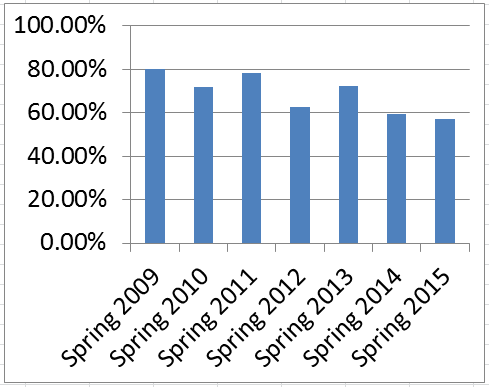 100.00%
80.00%
60.00%
40.00%
20.00%
0.00%
Spring 2009
Spring 2010
Spring 2011
Spring 2012
Spring 2013
Spring 2014
Spring 2015